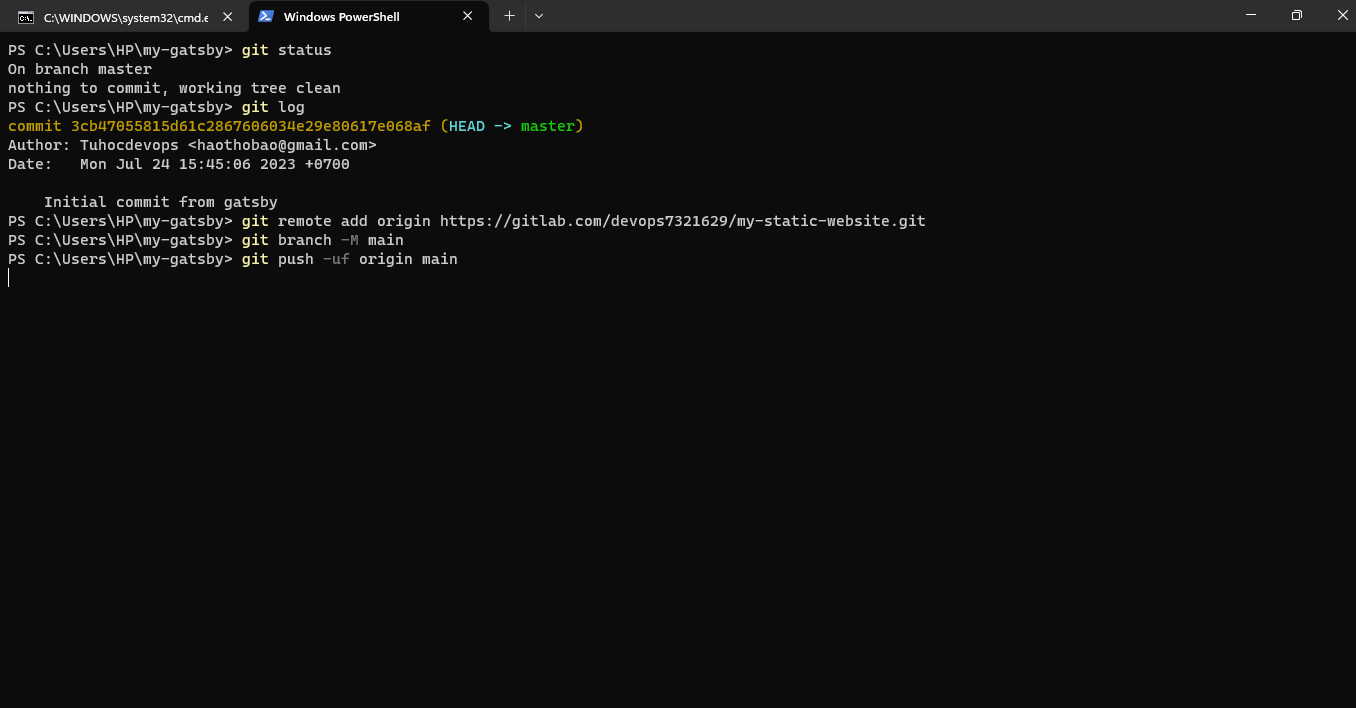 C:\WINDOWS\system32\cmd.e
Windows PowerShell
PS C:\Users\HP\my-gatsby> git status
On branch master
nothing to commit, working tree clean
PS C:\Users\HP\my-gatsby> git log
commit 3cb47055815d61c2867606034e29e80617e068af (HEAD -> master)
Author: Tuhocdevops <haothobao@gmail.com>
Date:   Mon Jul 24 15:45:06 2023 +0700
    Initial commit from gatsby
PS C:\Users\HP\my-gatsby> git remote add origin https://gitlab.com/devops7321629/my-static-website.git
PS C:\Users\HP\my-gatsby> git branch -M main
PS C:\Users\HP\my-gatsby> git push -uf origin main